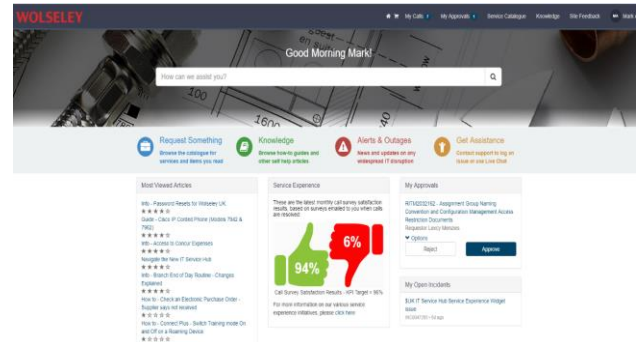 WOLSELEY
My Calls
My Approvals
Service Catalogue
Knowledge
Site Feedback
Mark
Good Morning Mark!
How can we assist you?
100
1600
Request Something
Browse the catalogue for
services and items you need
Knowledge
Browse how-to guides and
other self help articles
Alerts & Outages
News and updates on any
widespread IT disruption
Get Assistance
Contact support to log an
issue or use Live Chat
Most Viewed Articles
Info - Password Resets for Wolseley UK
Guide - Cisco IP Control Phone (Models 7942 &
7962)
Info - Access to Concur Expenses
Navigate the New IT Service Hub
Info - Branch End of Day Routine - Changes
Explained
How to - Check an Electronic Purchase Order -
Supplier says not received
How to - Connect Plus - Switch Training mode On
and Off on a Roaming Device
Service Experience
These are the latest monthly call survey satisfaction
results, based on surveys emailed to you when calls
are resolved.
94%
6%
Call Survey Satisfaction Results - KPI Target = 96%
For more information on our various service
experience initiatives, please click here
My Approvals
Assignment Group Naming
Convention and Configuration Management Access
Restriction Documents
Requestor
Options
Reject
Approve
My Open Incidents
EUK IT Service Hub Service Experience Widget
issue